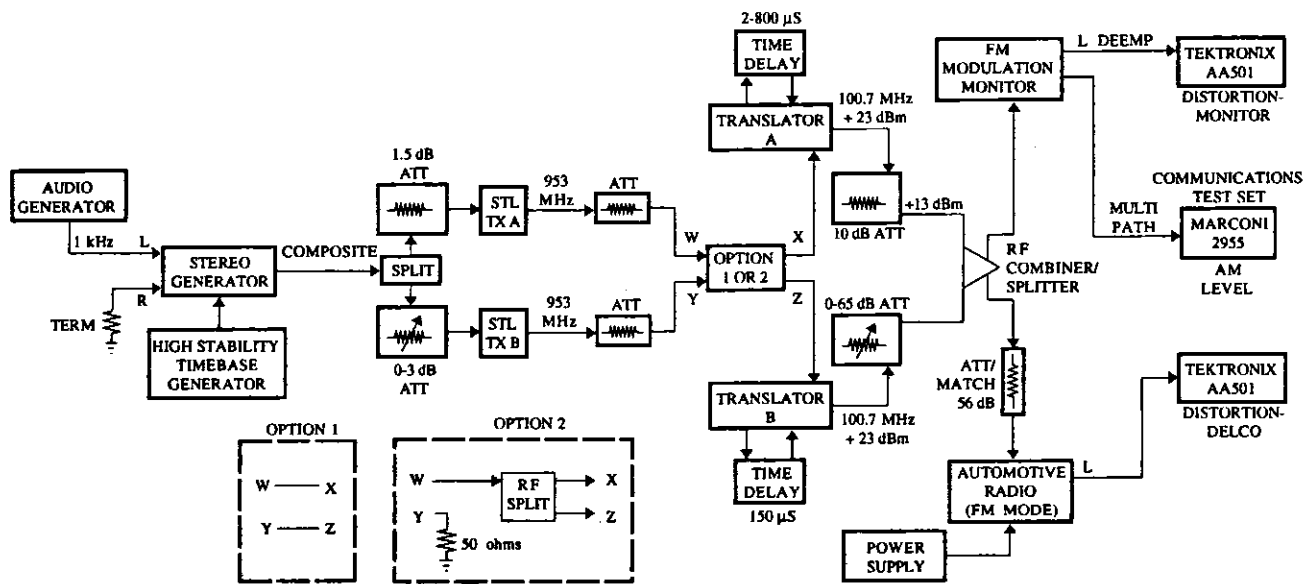 AUDIO
GENERATOR
1 kHz
L
STEREO
GENERATOR
R
TERM
HIGH STABILITY
TIMEBASE
GENERATOR
COMPOSITE
1.5 dB
ATT
SPLIT
0-3 dB
ATT
STL
TX A
953
MHz
ATT
STL
TX B
953
MHz
ATT
W
Y
OPTION
1 OR 2
X
Z
2-800 µS
TIME
DELAY
TRANSLATOR
A
100.7 MHz
+ 23 dBm
10 dB ATT
+13 dBm
0-65 dB ATT
TRANSLATOR
B
100.7 MHz
+ 23 dBm
TIME
DELAY
150 µS
RF
COMBINER/
SPLITTER
FM
MODULATION
MONITOR
L DEEMP
TEKTRONIX
AA501
DISTORTION-
MONITOR
MULTI
PATH
COMMUNICATIONS
TEST SET
MARCONI
2955
AM
LEVEL
ATT/
MATCH
56 dB
AUTOMOTIVE
RADIO
(FM MODE)
L
TEKTRONIX
AA501
DISTORTION-
DELCO
POWER
SUPPLY
OPTION 1
W
X
Y
Z
OPTION 2
W
RF
SPLIT
X
Y
Z
50 ohms